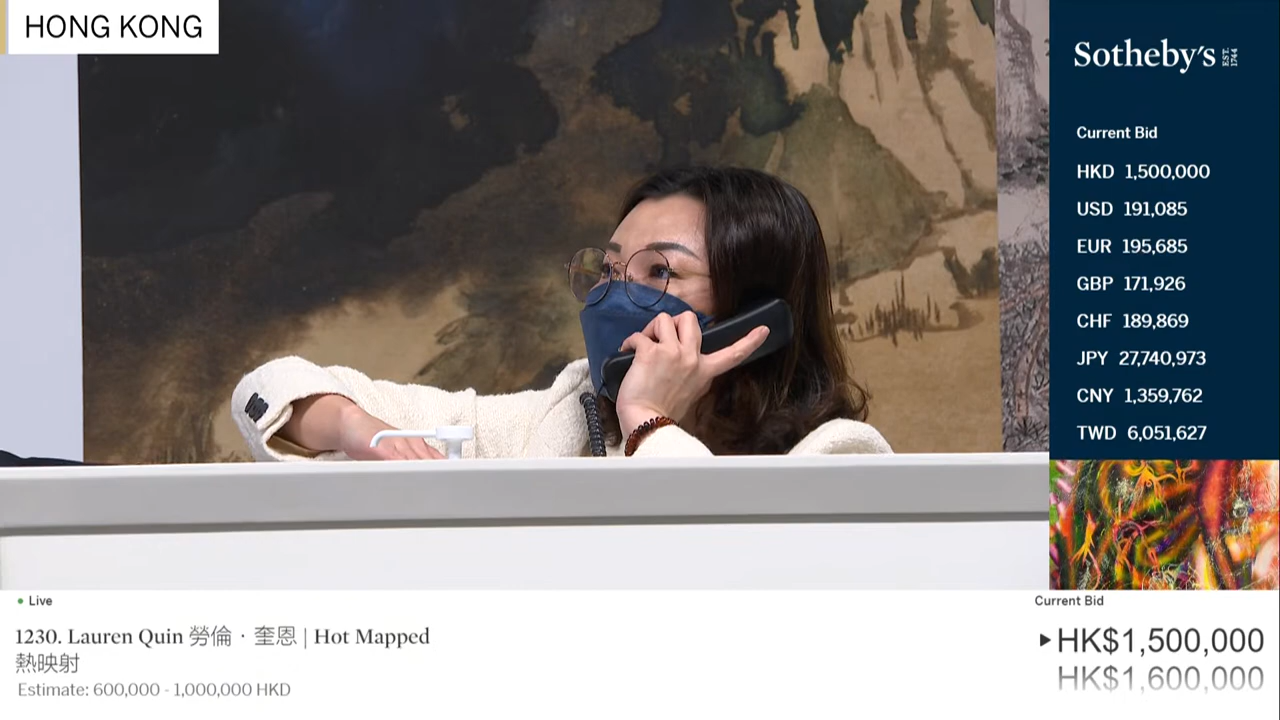 HONG KONG
Sotheby's EST. 1744
Current Bid
HKD 1,500,000
USD 191,085
EUR 195,685
GBP 171,926
CHF 189,869
JPY 27,740,973
CNY 1,359,762
TWD 6,051,627
Live
Current Bid
1230. Lauren Quin 勞倫・奎恩 | Hot Mapped
熱映射
Estimate: 600,000 - 1,000,000 HKD
HK$1,500,000
HK$1,600,000